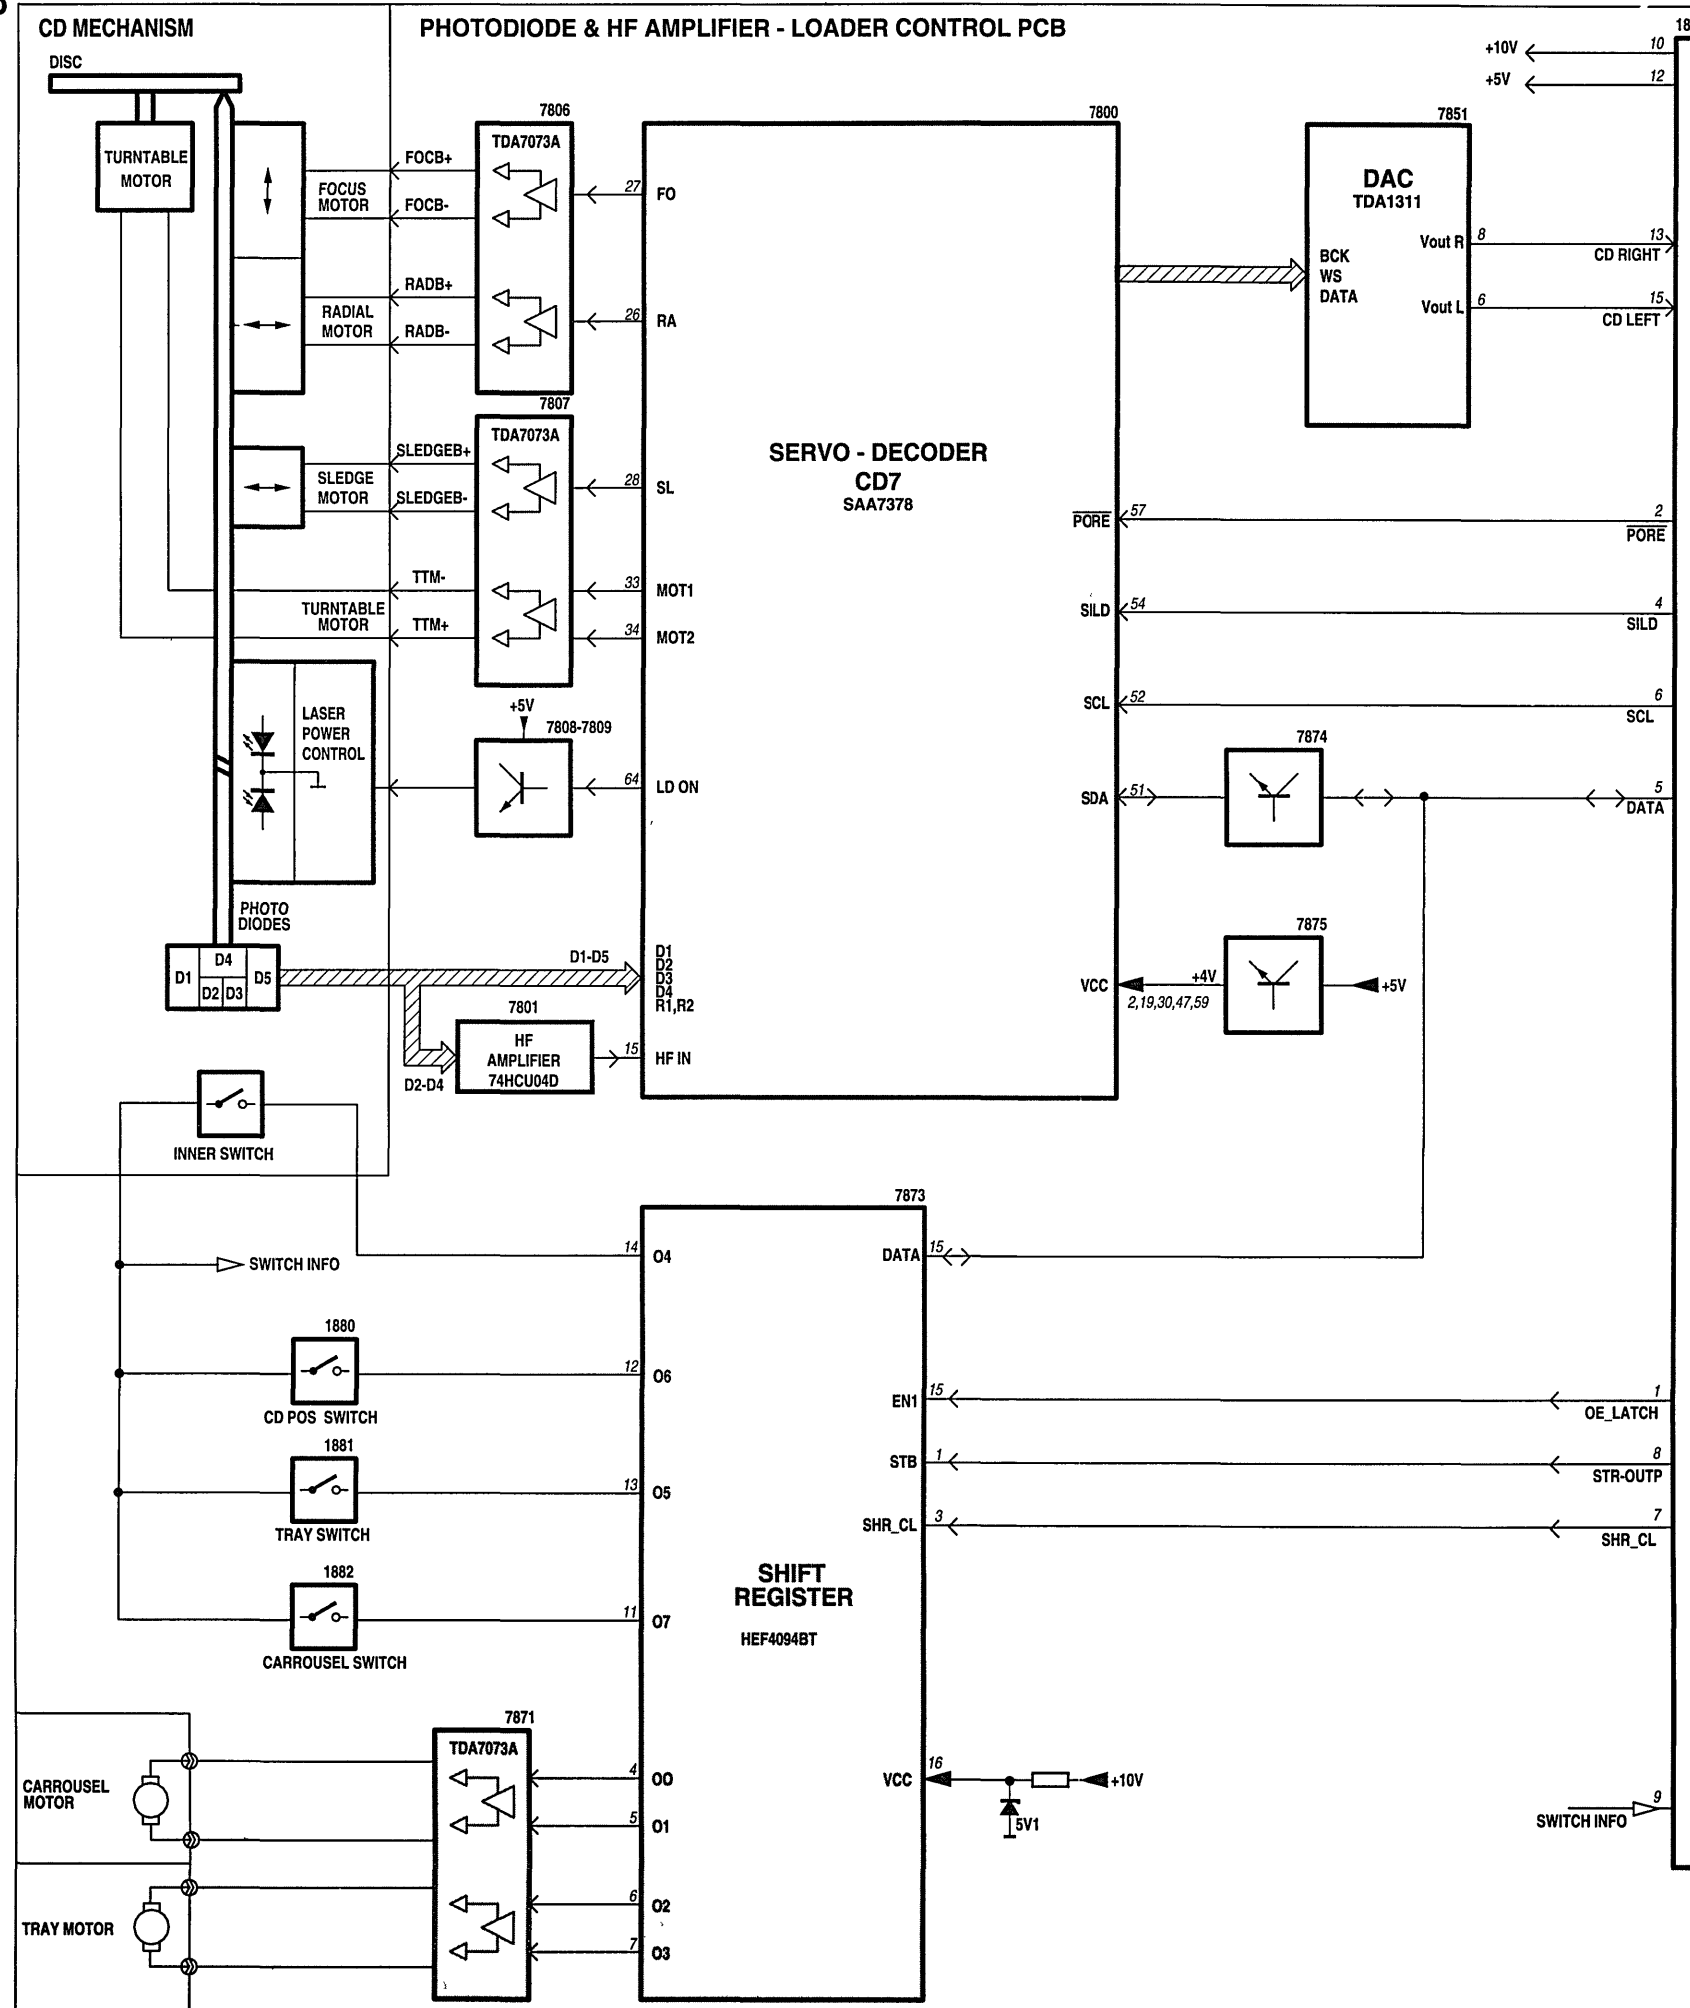 CD MECHANISM
PHOTODIODE & HF AMPLIFIER - LOADER CONTROL PCB
18
DISC
+10V
10
+5V
12
7806
7800
7851
TURNTABLE
MOTOR
TDA7073A
FOCB+
FOCUS
MOTOR
FOCB-
27
FO
DAC
TDA1311
Vout R
8
13
CD RIGHT
BCK
WS
DATA
RADB+
RADIAL
MOTOR
RADB-
26
RA
Vout L
6
15
CD LEFT
7807
TDA7073A
SLEDGEB+
SLEDGE
MOTOR
SLEDGEB-
28
SL
SERVO - DECODER
CD7
SAA7378
PORE
57
2
PORE
TTM-
33
MOT1
TURNTABLE
MOTOR
TTM+
34
MOT2
SILD
54
4
SILD
LASER
POWER
CONTROL
+5V
7808-7809
64
LD ON
SCL
52
6
SCL
7874
SDA
51
5
DATA
PHOTO
DIODES
D1
D4
D2
D3
D5
D1-D5
D1
D2
D3
D4
R1,R2
7875
VCC
+4V
2,19,30,47,59
+5V
7801
HF
AMPLIFIER
74HCU04D
D2-D4
15
HF IN
INNER SWITCH
7873
14
O4
DATA
15
SWITCH INFO
1880
12
O6
CD POS SWITCH
EN1
15
1
OE_LATCH
1881
13
O5
TRAY SWITCH
STB
1
8
STR-OUTP
SHR_CL
3
7
SHR_CL
1882
11
O7
CARROUSEL SWITCH
SHIFT
REGISTER
HEF4094BT
7871
TDA7073A
CARROUSEL
MOTOR
4
OO
5
O1
VCC
16
+10V
5V1
9
SWITCH INFO
TRAY MOTOR
6
O2
7
O3